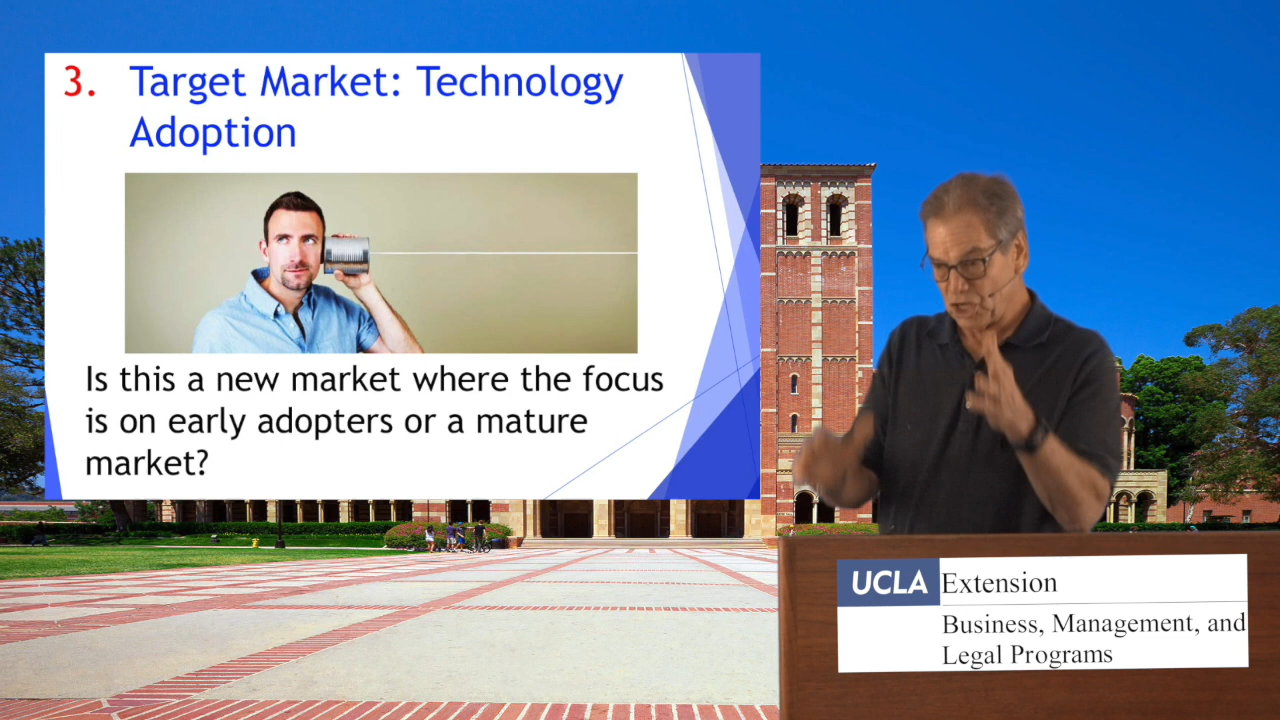 3. Target Market: Technology
Adoption
Is this a new market where the focus
is on early adopters or a mature
market?
UCLA Extension
Business, Management, and
Legal Programs